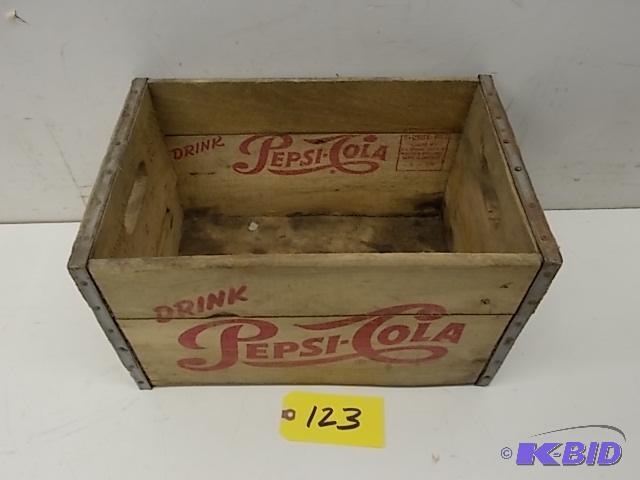 DRINK
PEPSI-COLA
DRINK
PEPSI-COLA
123
© K-BID